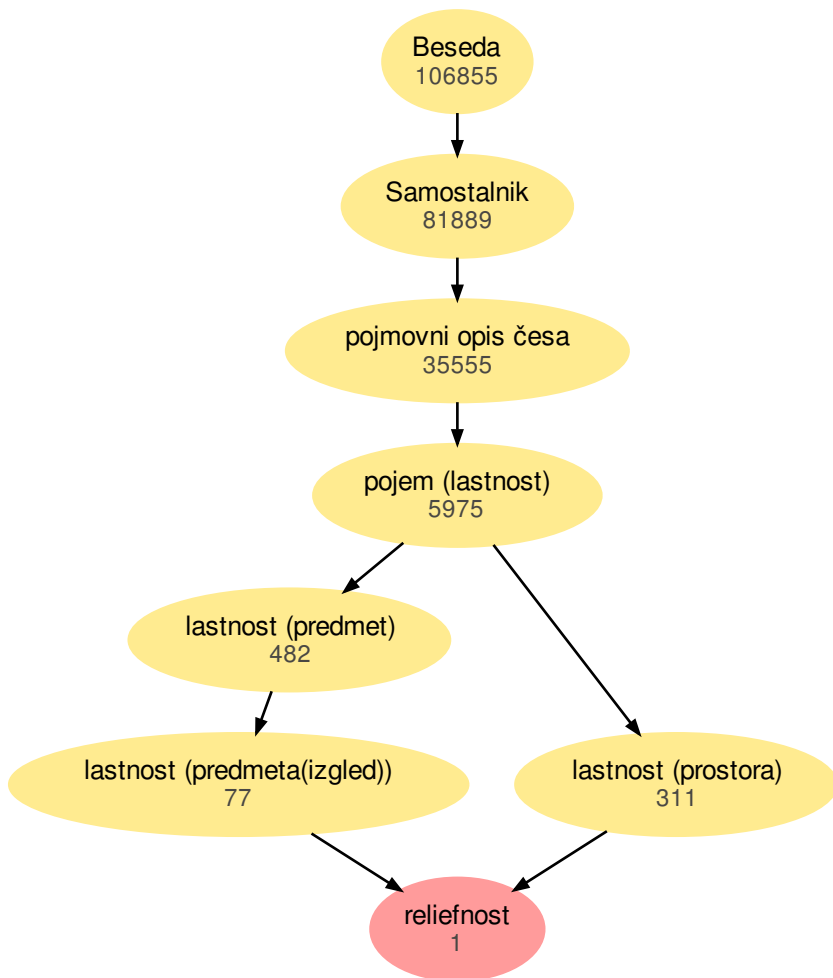 Beseda
106855
Samostalnik
81889
pojmovni opis česa
35555
pojem (lastnost)
5975
lastnost (predmet)
482
lastnost (predmeta(izgled))
77
lastnost (prostora)
311
reliefnost
1